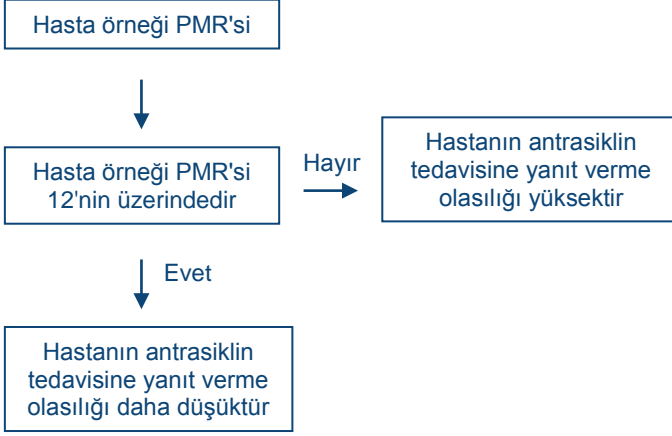 Hasta örneği PMR'si
Hasta örneği PMR'si
12'nin üzerindedir
Hayır
Hastanın antrasiklin
tedavisine yanıt verme
olasılığı yüksektir
Evet
Hastanın antrasiklin
tedavisine yanıt verme
olasılığı daha düşüktür